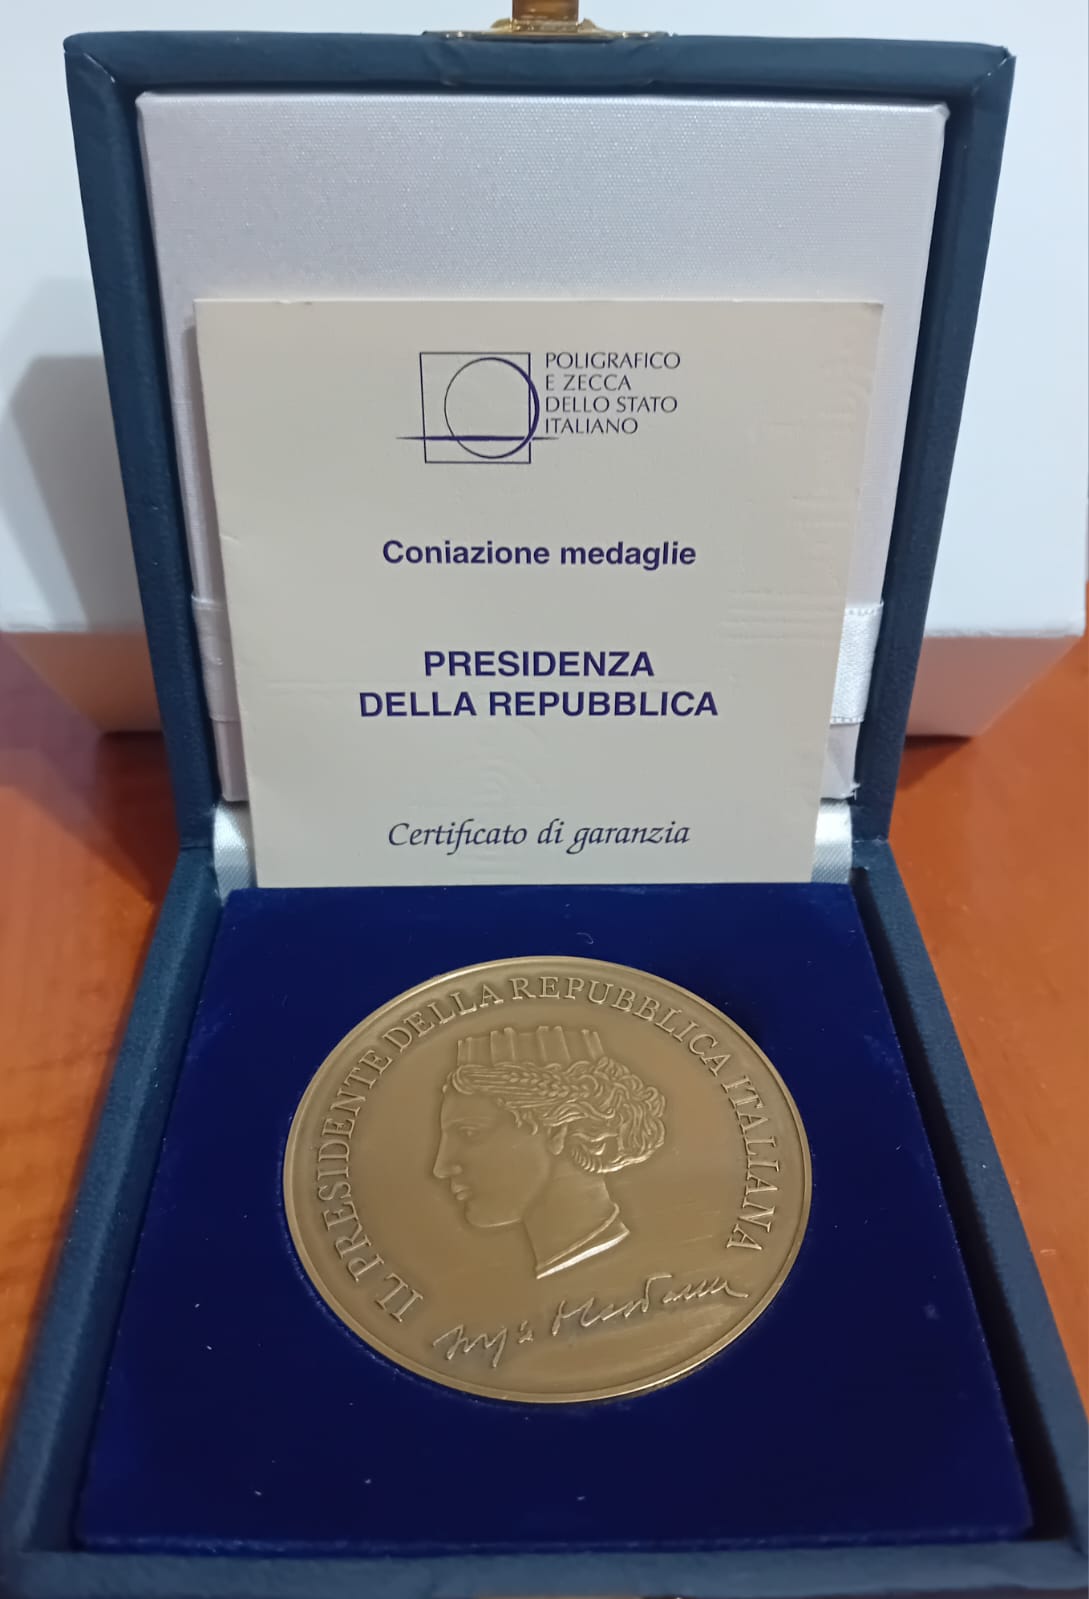 POLIGRAFICO
E ZECCA
DELLO STATO
ITALIANO
Coniazione medaglie
PRESIDENZA
DELLA REPUBBLICA
Certificato di garanzia
IL PRESIDENTE DELLA REPUBBLICA ITALIANA